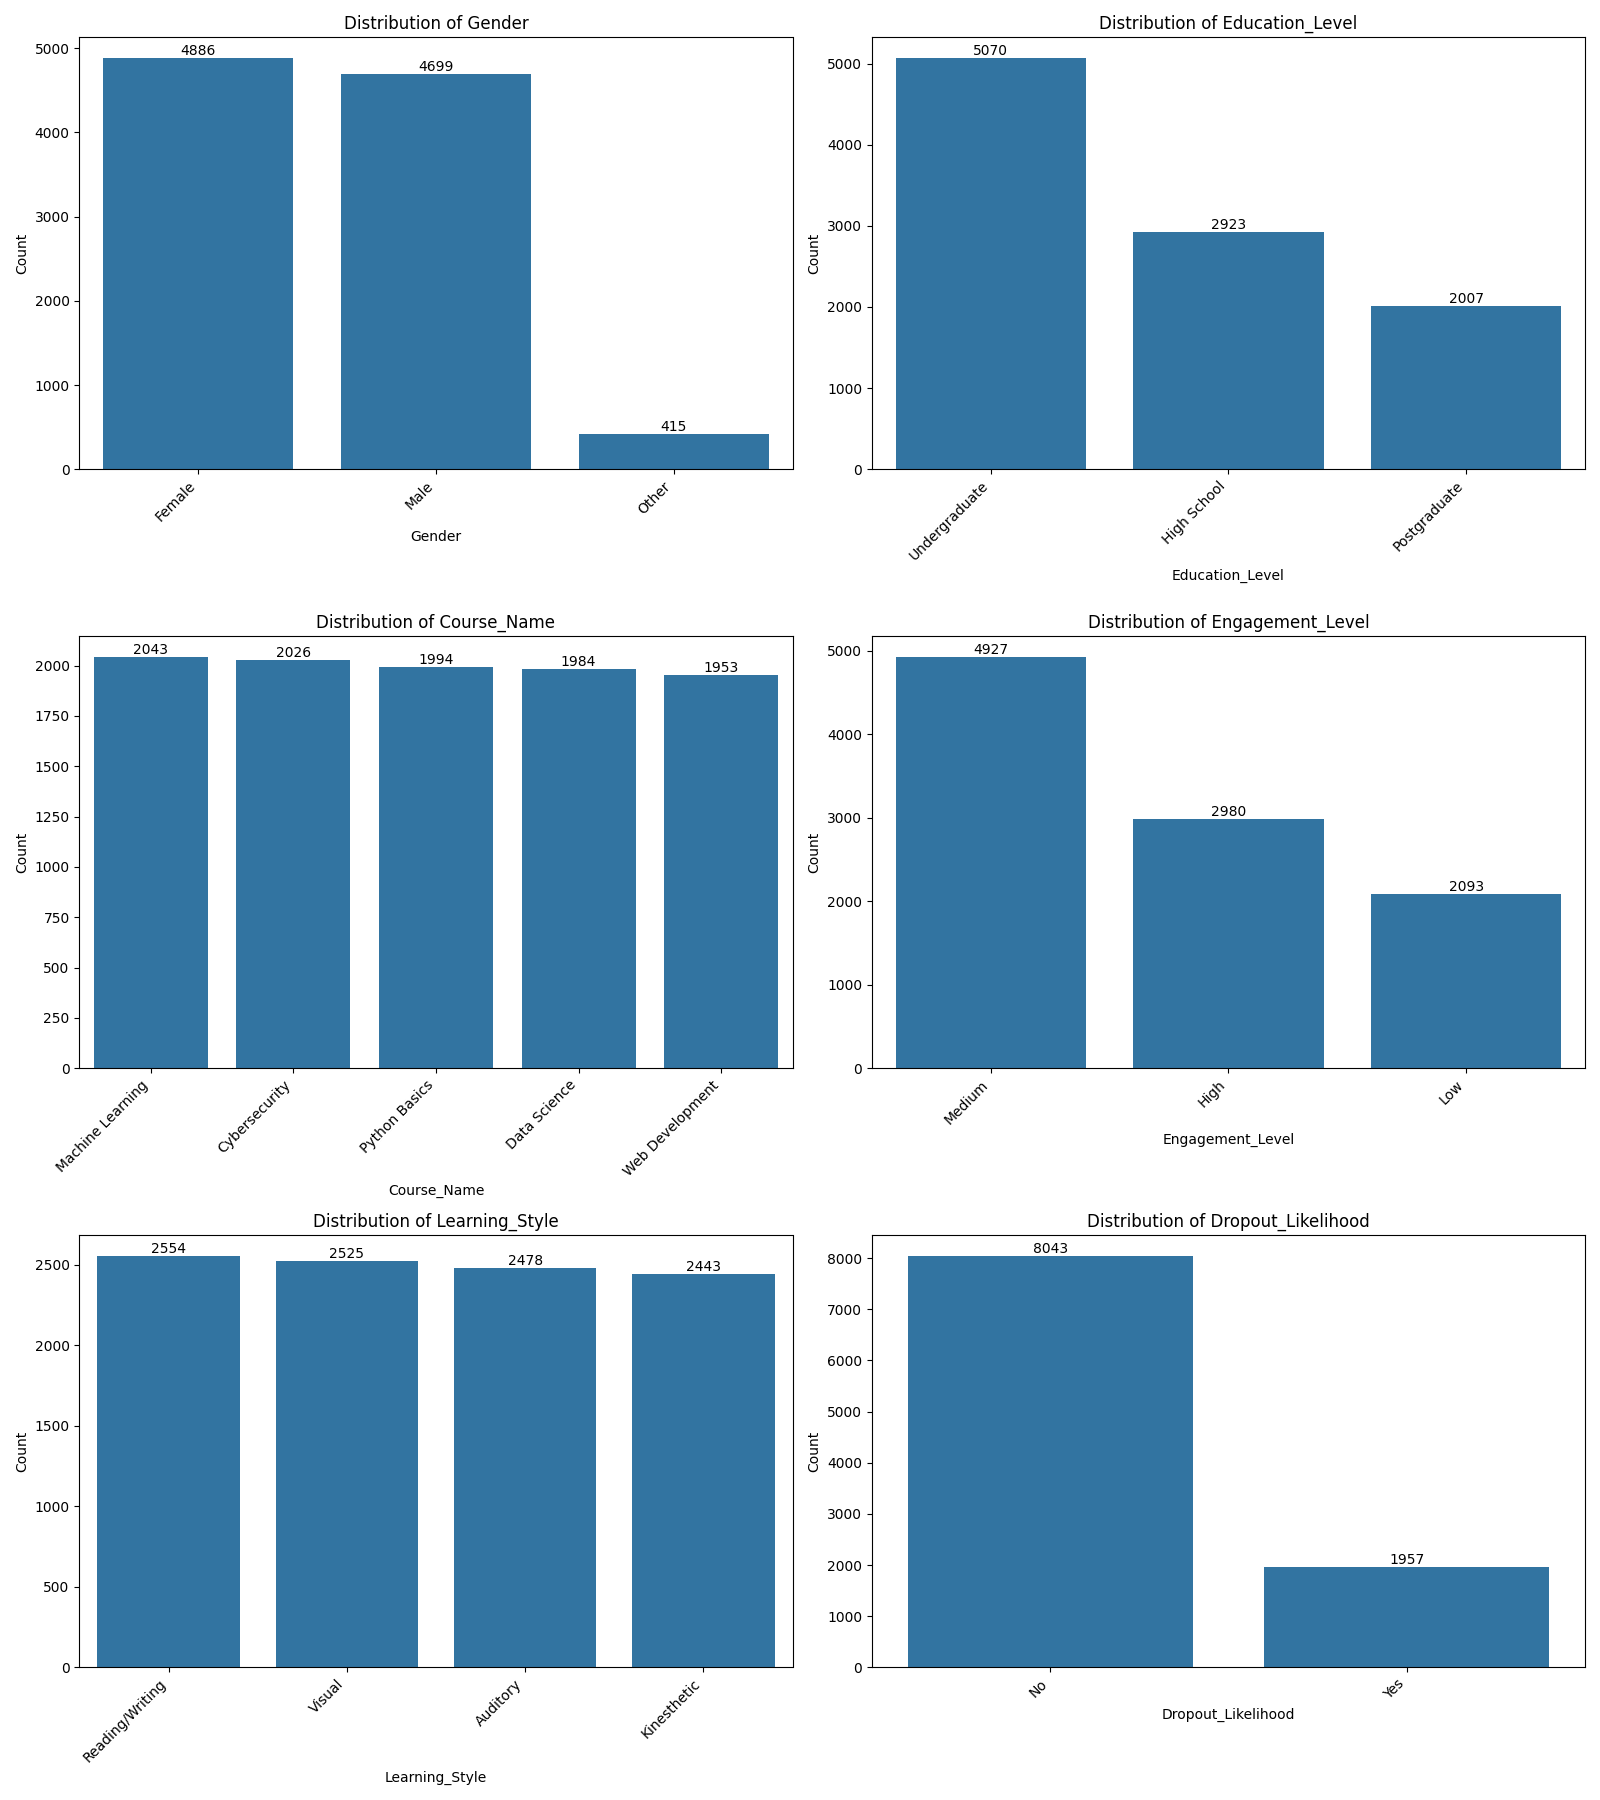 Distribution of Gender
5000
4000
3000
2000
1000
0
Count
4886
4699
415
Female
Male
Other
Gender
Distribution of Education_Level
5000
4000
3000
2000
1000
0
Count
5070
2923
2007
Undergraduate
High School
Postgraduate
Education_Level
Distribution of Course_Name
2000
1750
1500
1250
1000
750
500
250
0
Count
2043
2026
1994
1984
1953
Machine Learning
Cybersecurity
Python Basics
Data Science
Web Development
Course_Name
Distribution of Engagement_Level
5000
4000
3000
2000
1000
0
Count
4927
2980
2093
Medium
High
Low
Engagement_Level
Distribution of Learning_Style
2500
2000
1500
1000
500
0
Count
2554
2525
2478
2443
Reading/Writing
Visual
Auditory
Kinesthetic
Learning_Style
Distribution of Dropout_Likelihood
8000
7000
6000
5000
4000
3000
2000
1000
0
Count
8043
1957
No
Yes
Dropout_Likelihood